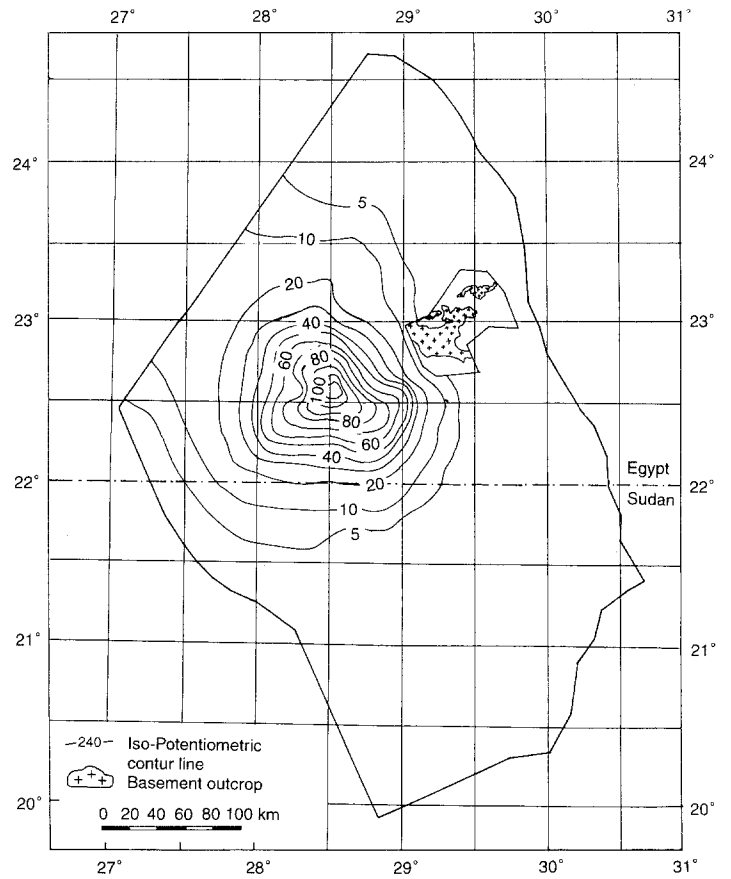 27° 28° 29° 30° 31°
24° 24°
5
10
20
23° 23°
40
60 80
100
80
60
40
Egypt
22° 20 22°
Sudan
10
5
21° 21°
–240– Iso-Potentiometric
contur line
Basement outcrop
20° 20°
0 20 40 60 80 100 km
27° 28° 29° 30° 31°